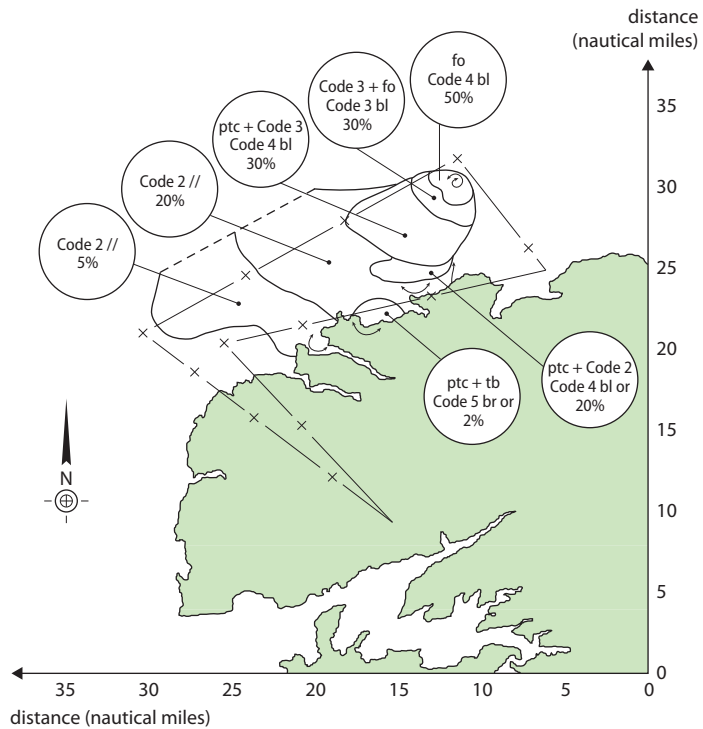 distance
(nautical miles)
fo
Code 4 bl
50%
Code 3 + fo
Code 3 bl
30%
ptc + Code 3
Code 4 bl
30%
Code 2 //
20%
Code 2 //
5%
ptc + tb
Code 5 br or
2%
ptc + Code 2
Code 4 bl or
20%
N
35
30
25
20
15
10
5
0
35
30
25
20
15
10
5
0
distance (nautical miles)